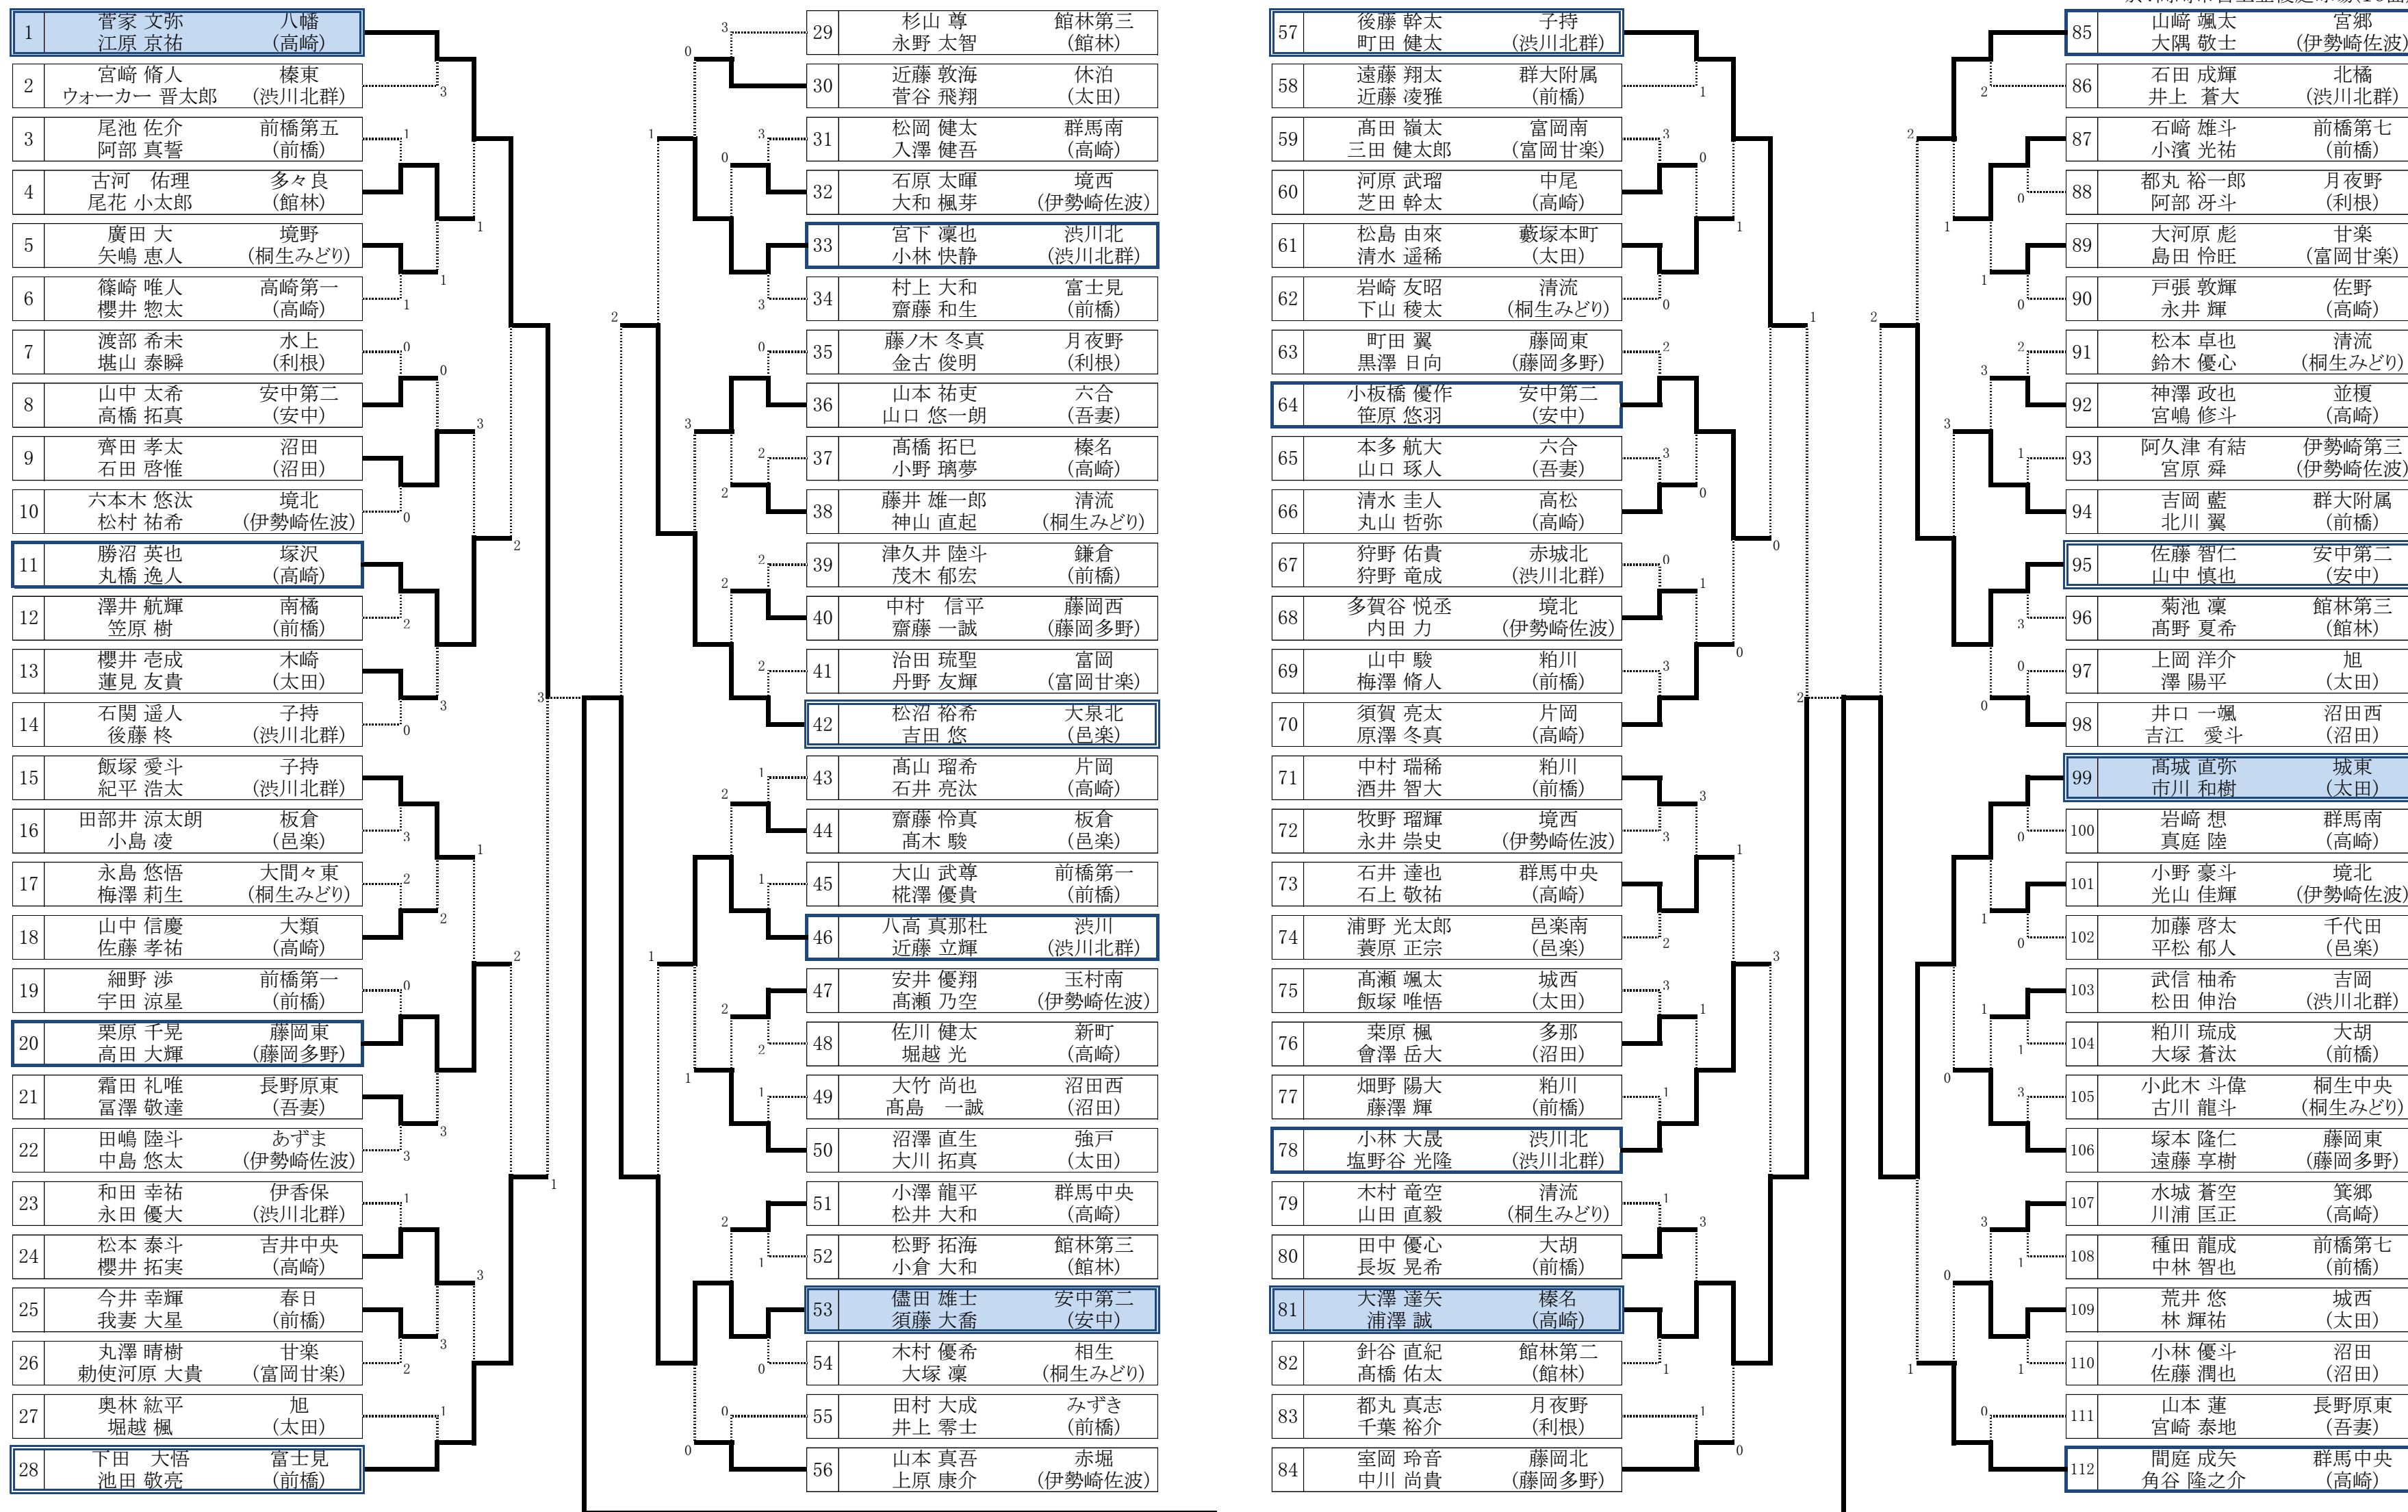 1 菅家 文弥 八幡
江原 京祐 (高崎)
2 宮﨑 脩人 榛東
ウォーカー 晋太郎 (渋川北群)
3 尾池 佐介 前橋第五
阿部 真誓 (前橋)
4 古河　佑理 多々良
尾花 小太郎 (館林)
5 廣田 大 境野
矢嶋 恵人 (桐生みどり)
6 篠崎 唯人 高崎第一
櫻井 惣太 (高崎)
7 渡部 希未 水上
堪山 泰瞬 (利根)
8 山中 太希 安中第二
高橋 拓真 (安中)
9 齊田 孝太 沼田
石田 啓惟 (沼田)
10 六本木 悠汰 境北
松村 祐希 (伊勢崎佐波)
11 勝沼 英也 塚沢
丸橋 逸人 (高崎)
12 澤井 航輝 南橘
笠原 樹 (前橋)
13 櫻井 壱成 木崎
蓮見 友貴 (太田)
14 石関 遥人 子持
後藤 柊 (渋川北群)
15 飯塚 愛斗 子持
紀平 浩太 (渋川北群)
16 田部井 涼太朗 板倉
小島 凌 (邑楽)
17 永島 悠悟 大間々東
梅澤 莉生 (桐生みどり)
18 山中 信慶 大類
佐藤 孝祐 (高崎)
19 細野 渉 前橋第一
宇田 涼星 (前橋)
20 栗原 千晃 藤岡東
高田 大輝 (藤岡多野)
21 霜田 礼唯 長野原東
冨澤 敬達 (吾妻)
22 田嶋 陸斗 あずま
中島 悠太 (伊勢崎佐波)
23 和田 幸祐 伊香保
永田 優大 (渋川北群)
24 松本 泰斗 吉井中央
櫻井 拓実 (高崎)
25 今井 幸輝 春日
我妻 大星 (前橋)
26 丸澤 晴樹 甘楽
勅使河原 大貴 (富岡甘楽)
27 奥林 紘平 旭
堀越 楓 (太田)
28 下田　大悟 富士見
池田 敬亮 (前橋)
29 杉山 尊 館林第三
永野 太智 (館林)
30 近藤 敦海 休泊
菅谷 飛翔 (太田)
31 松岡 健太 群馬南
入澤 健吾 (高崎)
32 石原 太暉 境西
大和 楓芽 (伊勢崎佐波)
33 宮下 凜也 渋川北
小林 快静 (渋川北群)
34 村上 大和 富士見
齋藤 和生 (前橋)
35 藤ノ木 冬真 月夜野
金古 俊明 (利根)
36 山本 祐吏 六合
山口 悠一朗 (吾妻)
37 髙橋 拓巳 榛名
小野 璃夢 (高崎)
38 藤井 雄一郎 清流
神山 直起 (桐生みどり)
39 津久井 陸斗 鎌倉
茂木 郁宏 (前橋)
40 中村　信平 藤岡西
齋藤 一誠 (藤岡多野)
41 治田 琉聖 富岡
丹野 友輝 (富岡甘楽)
42 松沼 裕希 大泉北
吉田 悠 (邑楽)
43 髙山 瑠希 片岡
石井 亮汰 (高崎)
44 齋藤 怜真 板倉
髙木 駿 (邑楽)
45 大山 武尊 前橋第一
椛澤 優貴 (前橋)
46 八高 真那杜 渋川
近藤 立輝 (渋川北群)
47 安井 優翔 玉村南
髙瀬 乃空 (伊勢崎佐波)
48 佐川 健太 新町
堀越 光 (高崎)
49 大竹 尚也 沼田西
髙島　一誠 (沼田)
50 沼澤 直生 強戸
大川 拓真 (太田)
51 小澤 龍平 群馬中央
松井 大和 (高崎)
52 松野 拓海 館林第三
小倉 大和 (館林)
53 儘田 雄士 安中第二
須藤 大喬 (安中)
54 木村 優希 相生
大塚 凜 (桐生みどり)
55 田村 大成 みずき
井上 零士 (前橋)
56 山本 真吾 赤堀
上原 康介 (伊勢崎佐波)
57 後藤 幹太 子持
町田 健太 (渋川北群)
58 遠藤 翔太 群大附属
近藤 凌雅 (前橋)
59 髙田 嶺太 富岡南
三田 健太郎 (富岡甘楽)
60 河原 武瑠 中尾
芝田 幹太 (高崎)
61 松島 由來 藪塚本町
清水 遥稀 (太田)
62 岩崎 友昭 清流
下山 稜太 (桐生みどり)
63 町田 翼 藤岡東
黒澤 日向 (藤岡多野)
64 小板橋 優作 安中第二
笹原 悠羽 (安中)
65 本多 航大 六合
山口 琢人 (吾妻)
66 清水 圭人 高松
丸山 哲弥 (高崎)
67 狩野 佑貴 赤城北
狩野 竜成 (渋川北群)
68 多賀谷 悦丞 境北
内田 力 (伊勢崎佐波)
69 山中 駿 粕川
梅澤 脩人 (前橋)
70 須賀 亮太 片岡
原澤 冬真 (高崎)
71 中村 瑞稀 粕川
酒井 智大 (前橋)
72 牧野 瑠輝 境西
永井 崇史 (伊勢崎佐波)
73 石井 達也 群馬中央
石上 敬祐 (高崎)
74 浦野 光太郎 邑楽南
蓑原 正宗 (邑楽)
75 髙瀬 颯太 城西
飯塚 唯悟 (太田)
76 桒原 楓 多那
會澤 岳大 (沼田)
77 畑野 陽大 粕川
藤澤 輝 (前橋)
78 小林 大晟 渋川北
塩野谷 光隆 (渋川北群)
79 木村 竜空 清流
山田 直毅 (桐生みどり)
80 田中 優心 大胡
長坂 晃希 (前橋)
81 大澤 達矢 榛名
浦澤 誠 (高崎)
82 針谷 直紀 館林第二
髙橋 佑太 (館林)
83 都丸 真志 月夜野
千葉 裕介 (利根)
84 室岡 玲音 藤岡北
中川 尚貴 (藤岡多野)
85 山﨑 颯太 宮郷
大隅 敬士 (伊勢崎佐波)
86 石田 成輝 北橘
井上 蒼大 (渋川北群)
87 石﨑 雄斗 前橋第七
小濱 光祐 (前橋)
88 都丸 裕一郎 月夜野
阿部 冴斗 (利根)
89 大河原 彪 甘楽
島田 怜旺 (富岡甘楽)
90 戸張 敦輝 佐野
永井 輝 (高崎)
91 松本 卓也 清流
鈴木 優心 (桐生みどり)
92 神澤 政也 並榎
宮嶋 修斗 (高崎)
93 阿久津 有結 伊勢崎第三
宮原 舜 (伊勢崎佐波)
94 吉岡 藍 群大附属
北川 翼 (前橋)
95 佐藤 智仁 安中第二
山中 慎也 (安中)
96 菊池 凜 館林第三
髙野 夏希 (館林)
97 上岡 洋介 旭
澤 陽平 (太田)
98 井口 一颯 沼田西
吉江　愛斗 (沼田)
99 髙城 直弥 城東
市川 和樹 (太田)
100 岩﨑 想 群馬南
真庭 陸 (高崎)
101 小野 豪斗 境北
光山 佳輝 (伊勢崎佐波)
102 加藤 啓太 千代田
平松 郁人 (邑楽)
103 武信 柚希 吉岡
松田 伸治 (渋川北群)
104 粕川 琉成 大胡
大塚 蒼汰 (前橋)
105 小此木 斗偉 桐生中央
古川 龍斗 (桐生みどり)
106 塚本 隆仁 藤岡東
遠藤 享樹 (藤岡多野)
107 水城 蒼空 箕郷
川浦 匡正 (高崎)
108 種田 龍成 前橋第七
中林 智也 (前橋)
109 荒井 悠 城西
林 輝祐 (太田)
110 小林 優斗 沼田
佐藤 潤也 (沼田)
111 山本 蓮 長野原東
宮崎 泰地 (吾妻)
112 間庭 成矢 群馬中央
角谷 隆之介 (高崎)